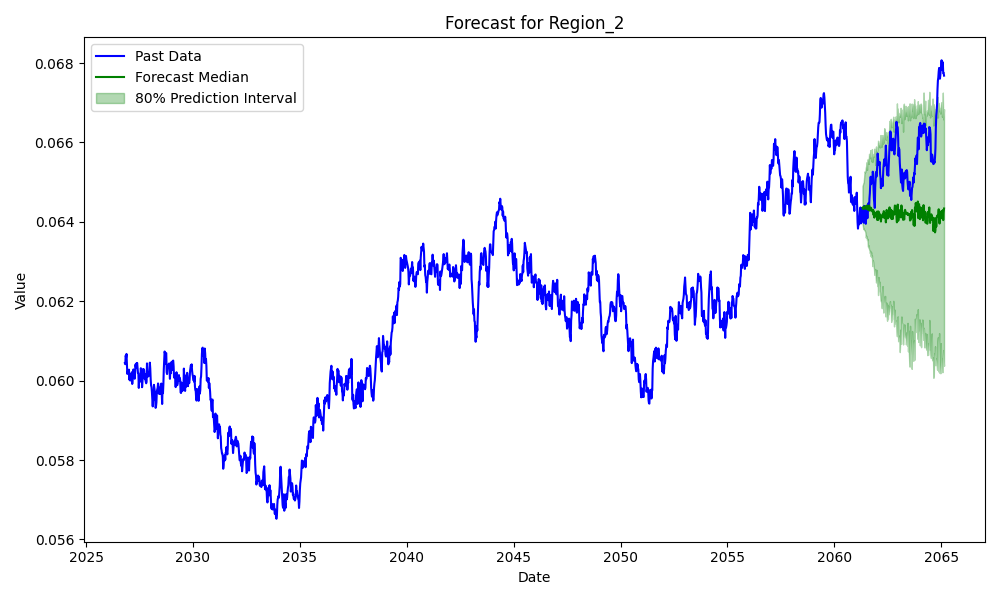 Forecast for Region_2
Past Data
Forecast Median
80% Prediction Interval
Value
0.068
0.066
0.064
0.062
0.060
0.058
0.056
2025 2030 2035 2040 2045 2050 2055 2060 2065
Date